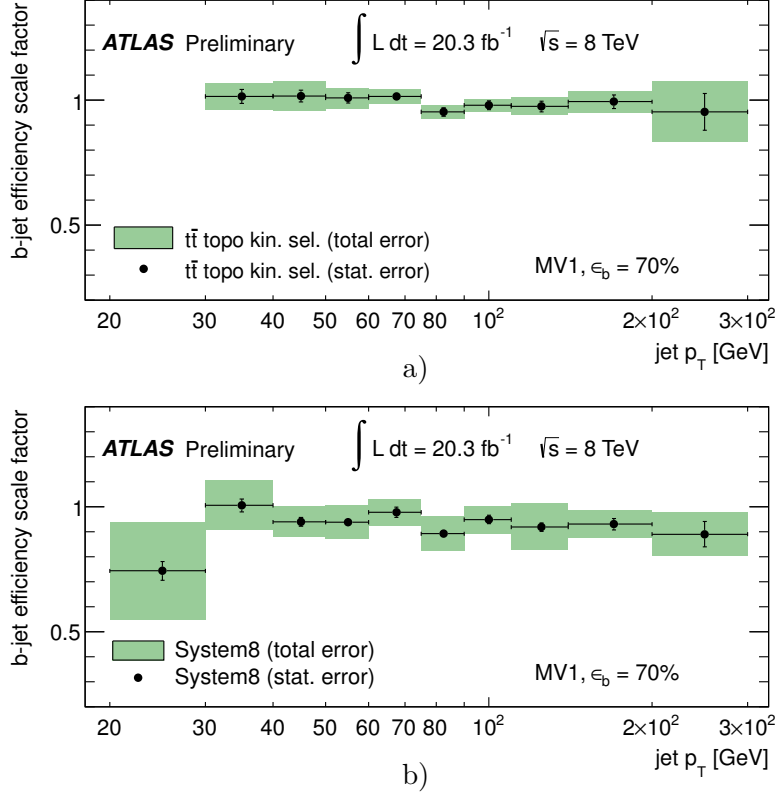 ATLAS Preliminary ∫ L dt = 20.3 fb⁻¹ √s = 8 TeV
b-jet efficiency scale factor
1
0.5
tt̄ topo kin. sel. (total error)
tt̄ topo kin. sel. (stat. error)
MV1, ϵ_b = 70%
20 30 40 50 60 70 80 10² 2×10² 3×10²
jet p_T [GeV]
a)
ATLAS Preliminary ∫ L dt = 20.3 fb⁻¹ √s = 8 TeV
b-jet efficiency scale factor
1
0.5
System8 (total error)
System8 (stat. error)
MV1, ϵ_b = 70%
20 30 40 50 60 70 80 10² 2×10² 3×10²
jet p_T [GeV]
b)